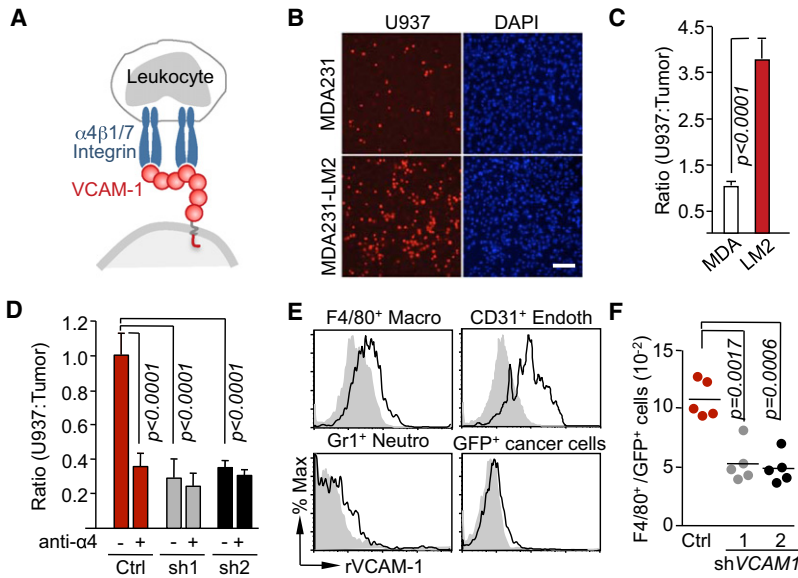 A
Leukocyte
α4β1/7
Integrin
VCAM-1
B
U937 DAPI
MDA231
MDA231-LM2
C
Ratio (U937:Tumor)
4.5
3.5
2.5
1.5
0.5
p<0.0001
MDA LM2
D
Ratio (U937:Tumor)
1.2
1.0
0.8
0.6
0.4
0.2
p<0.0001
p<0.0001
p<0.0001
anti-α4 - + - + - +
Ctrl sh1 sh2
E
F4/80⁺ Macro CD31⁺ Endoth
Gr1⁺ Neutro GFP⁺ cancer cells
% Max
rVCAM-1
F
F4/80⁺/GFP⁺ cells (10⁻²)
15
10
5
0
p=0.0017
p=0.0006
Ctrl 1 2
shVCAM1